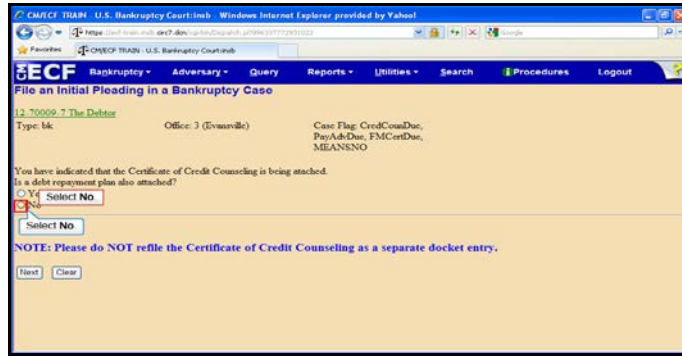 CM/ECF TRAIN - U.S. Bankruptcy Court:insb - Windows Internet Explorer provided by Yahoo!
Google
Favorites CM/ECF TRAIN - U.S. Bankruptcy Court:insb
ECF Bankruptcy Adversary Query Reports Utilities Search Procedures Logout
File an Initial Pleading in a Bankruptcy Case
12-70009-7 The Debtor
Type: bk Office: 3 (Evansville) Case Flag: CredCounDue,
PayAdvDue, FMCertDue,
MEANSNO
You have indicated that the Certificate of Credit Counseling is being attached.
Is a debt repayment plan also attached?
Select No
No
Select No
NOTE: Please do NOT refile the Certificate of Credit Counseling as a separate docket entry.
Next Clear